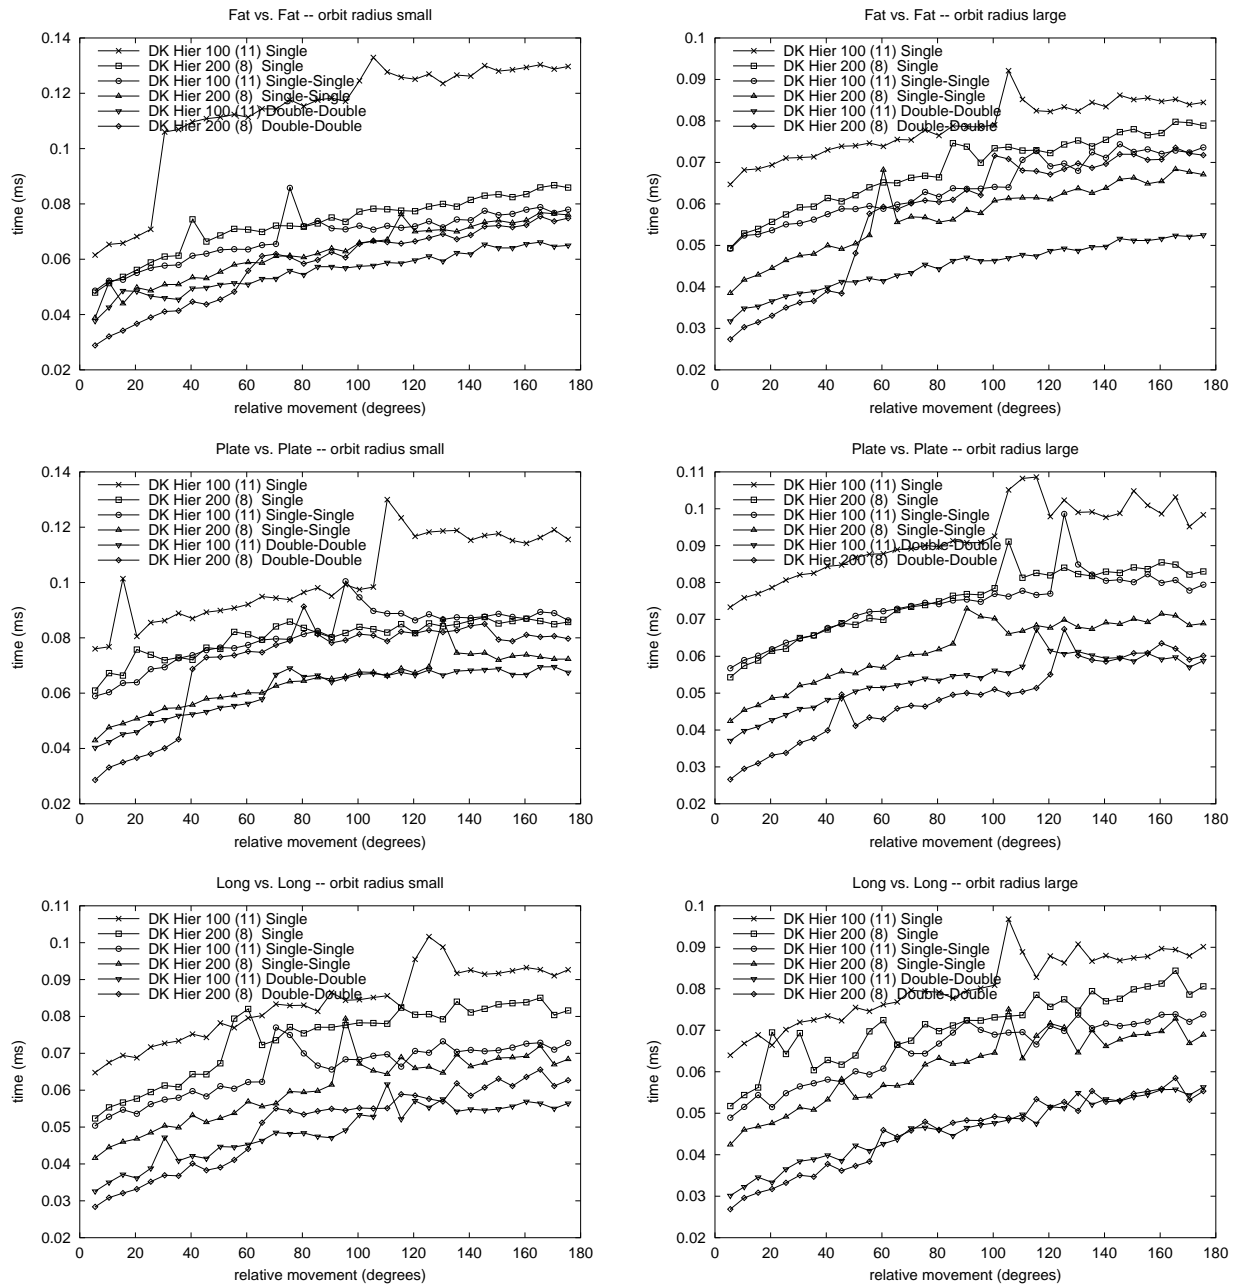 Fat vs. Fat -- orbit radius small
0.14
0.12
0.1
0.08
0.06
0.04
0.02
time (ms)
DK Hier 100 (11) Single
DK Hier 200 (8) Single
DK Hier 100 (11) Single-Single
DK Hier 200 (8) Single-Single
DK Hier 100 (11) Double-Double
DK Hier 200 (8) Double-Double
0 20 40 60 80 100 120 140 160 180
relative movement (degrees)
Fat vs. Fat -- orbit radius large
0.1
0.09
0.08
0.07
0.06
0.05
0.04
0.03
0.02
time (ms)
DK Hier 100 (11) Single
DK Hier 200 (8) Single
DK Hier 100 (11) Single-Single
DK Hier 200 (8) Single-Single
DK Hier 100 (11) Double-Double
DK Hier 200 (8) Double-Double
0 20 40 60 80 100 120 140 160 180
relative movement (degrees)
Plate vs. Plate -- orbit radius small
0.14
0.12
0.1
0.08
0.06
0.04
0.02
time (ms)
DK Hier 100 (11) Single
DK Hier 200 (8) Single
DK Hier 100 (11) Single-Single
DK Hier 200 (8) Single-Single
DK Hier 100 (11) Double-Double
DK Hier 200 (8) Double-Double
0 20 40 60 80 100 120 140 160 180
relative movement (degrees)
Plate vs. Plate -- orbit radius large
0.11
0.1
0.09
0.08
0.07
0.06
0.05
0.04
0.03
0.02
time (ms)
DK Hier 100 (11) Single
DK Hier 200 (8) Single
DK Hier 100 (11) Single-Single
DK Hier 200 (8) Single-Single
DK Hier 100 (11) Double-Double
DK Hier 200 (8) Double-Double
0 20 40 60 80 100 120 140 160 180
relative movement (degrees)
Long vs. Long -- orbit radius small
0.11
0.1
0.09
0.08
0.07
0.06
0.05
0.04
0.03
0.02
time (ms)
DK Hier 100 (11) Single
DK Hier 200 (8) Single
DK Hier 100 (11) Single-Single
DK Hier 200 (8) Single-Single
DK Hier 100 (11) Double-Double
DK Hier 200 (8) Double-Double
0 20 40 60 80 100 120 140 160 180
relative movement (degrees)
Long vs. Long -- orbit radius large
0.1
0.09
0.08
0.07
0.06
0.05
0.04
0.03
0.02
time (ms)
DK Hier 100 (11) Single
DK Hier 200 (8) Single
DK Hier 100 (11) Single-Single
DK Hier 200 (8) Single-Single
DK Hier 100 (11) Double-Double
DK Hier 200 (8) Double-Double
0 20 40 60 80 100 120 140 160 180
relative movement (degrees)